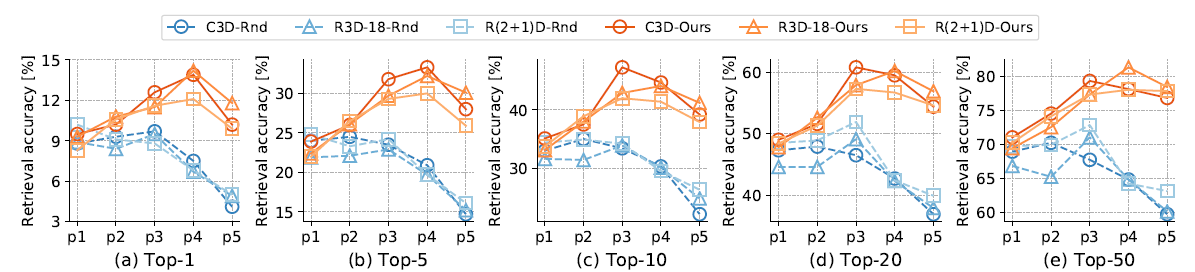 C3D-Rnd R3D-18-Rnd R(2+1)D-Rnd C3D-Ours R3D-18-Ours R(2+1)D-Ours
Retrieval accuracy [%]
15
12
9
6
3
p1 p2 p3 p4 p5
(a) Top-1
Retrieval accuracy [%]
30
25
20
15
p1 p2 p3 p4 p5
(b) Top-5
Retrieval accuracy [%]
40
30
p1 p2 p3 p4 p5
(c) Top-10
Retrieval accuracy [%]
60
50
40
p1 p2 p3 p4 p5
(d) Top-20
Retrieval accuracy [%]
80
75
70
65
60
p1 p2 p3 p4 p5
(e) Top-50